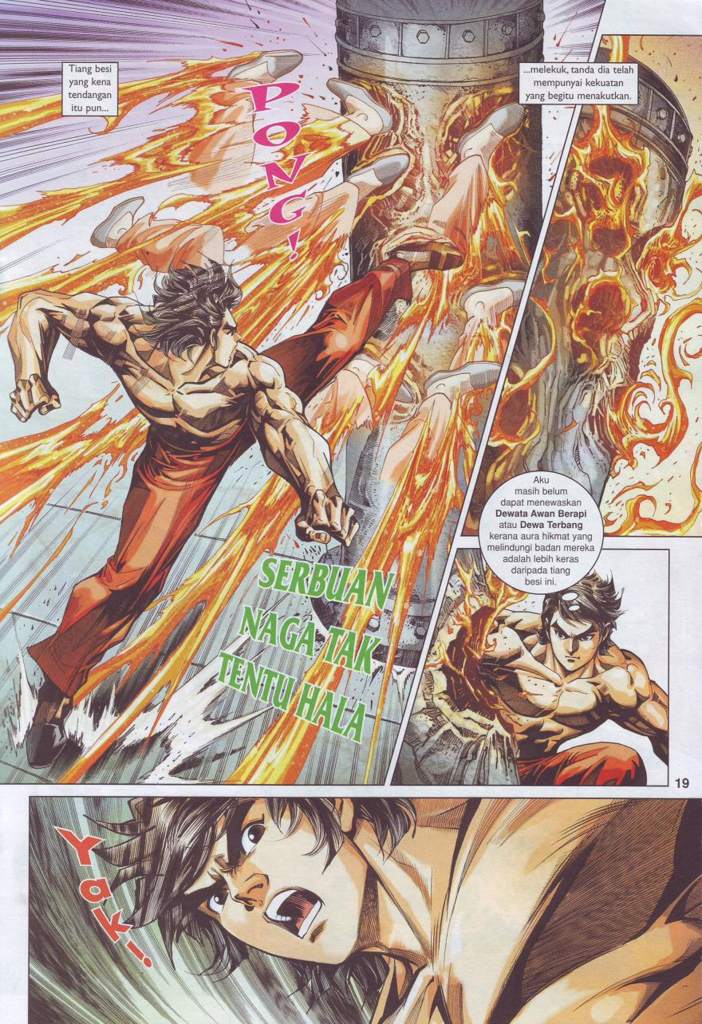 Tiang besi
yang kena
tendangan
itu pun...
PONG!
...melekuk, tanda dia telah
mempunyai kekuatan
yang begitu menakutkan.
SERBUAN
NAGA TAK
TENTU HALA
Aku
masih belum
dapat menewaskan
Dewata Awan Berapi
atau Dewa Terbang
kerana aura hikmat yang
melindungi badan mereka
adalah lebih keras
daripada tiang
besi ini.
19
Yak!